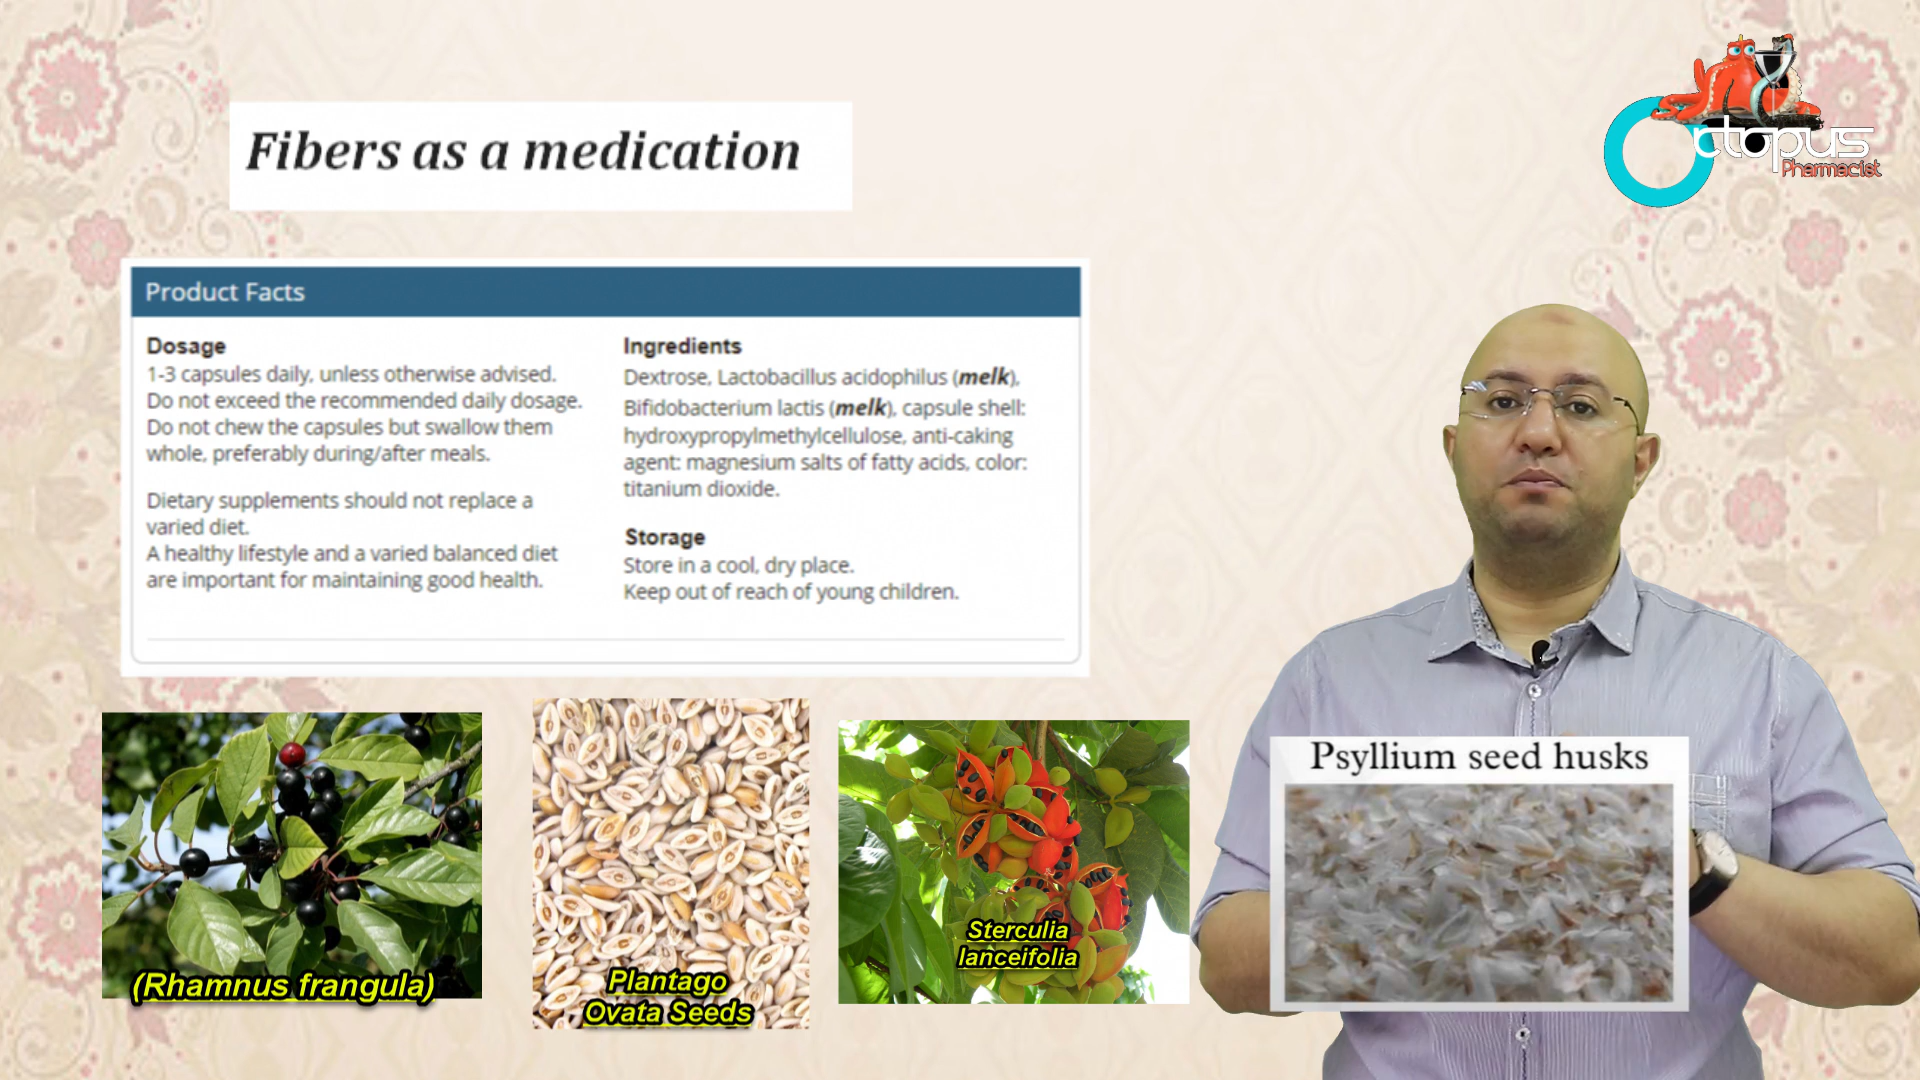 Fibers as a medication
Octopus
Pharmacist
Product Facts
Dosage
1-3 capsules daily, unless otherwise advised.
Do not exceed the recommended daily dosage.
Do not chew the capsules but swallow them
whole, preferably during/after meals.
Dietary supplements should not replace a
varied diet.
A healthy lifestyle and a varied balanced diet
are important for maintaining good health.
Ingredients
Dextrose, Lactobacillus acidophilus (melk),
Bifidobacterium lactis (melk), capsule shell:
hydroxypropylmethylcellulose, anti-caking
agent: magnesium salts of fatty acids, color:
titanium dioxide.
Storage
Store in a cool, dry place.
Keep out of reach of young children.
(Rhamnus frangula)
Plantago
Ovata Seeds
Sterculia
lanceifolia
Psyllium seed husks